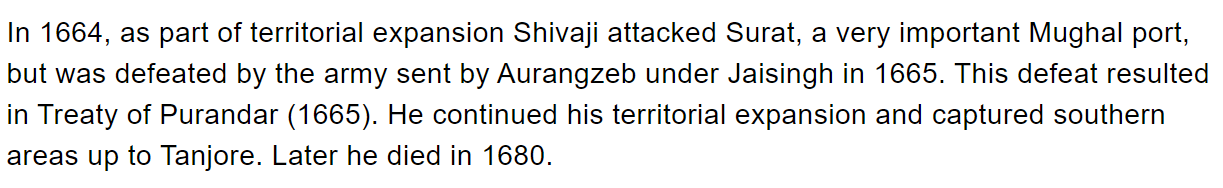 In 1664, as part of territorial expansion Shivaji attacked Surat, a very important Mughal port,
but was defeated by the army sent by Aurangzeb under Jaisingh in 1665. This defeat resulted
in Treaty of Purandar (1665). He continued his territorial expansion and captured southern
areas up to Tanjore. Later he died in 1680.